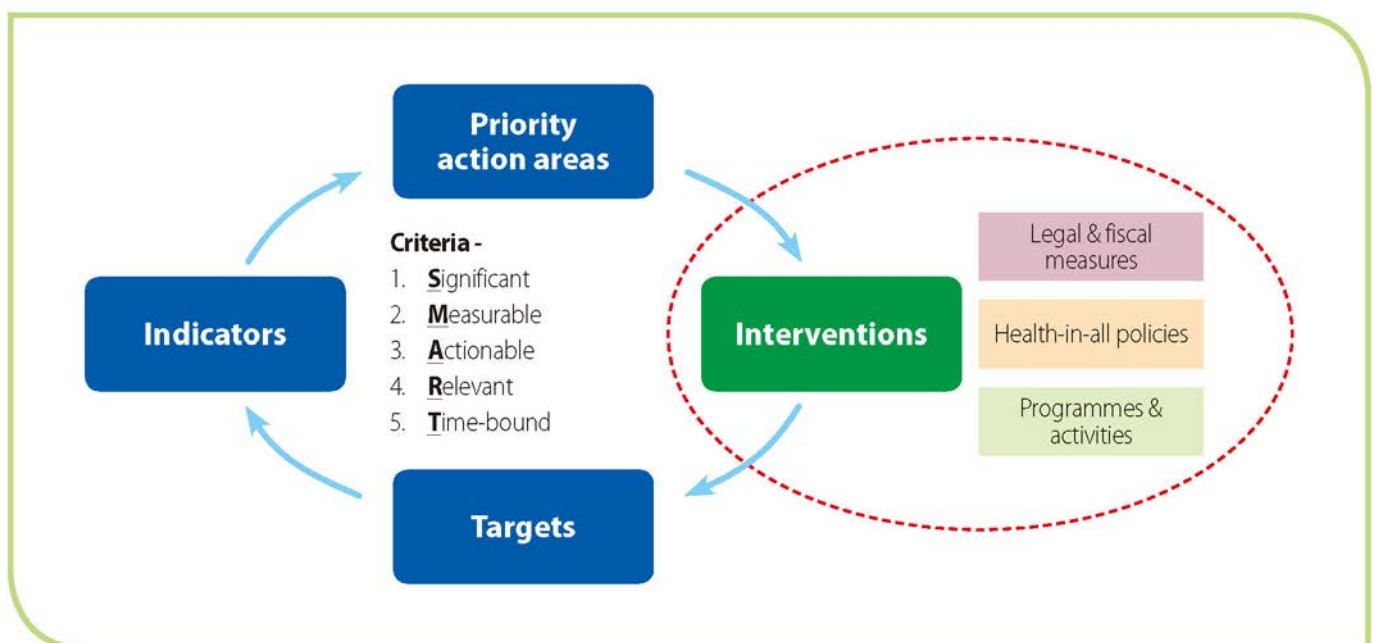 Priority
action areas
Criteria -
1. Significant
2. Measurable
3. Actionable
4. Relevant
5. Time-bound
Indicators
Interventions
Legal & fiscal
measures
Health-in-all policies
Programmes &
activities
Targets